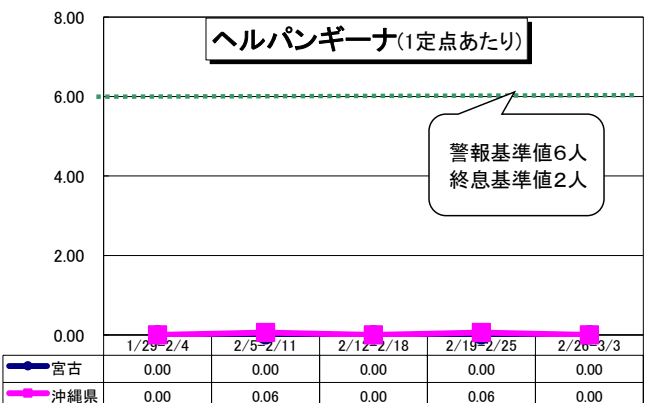 ヘルパンギーナ(1定点あたり)
8.00
6.00
4.00
2.00
0.00
警報基準値6人
終息基準値2人
1/29-2/4 2/5-2/11 2/12-2/18 2/19-2/25 2/26-3/3
宮古 0.00 0.00 0.00 0.00 0.00
沖縄県 0.00 0.06 0.00 0.06 0.00